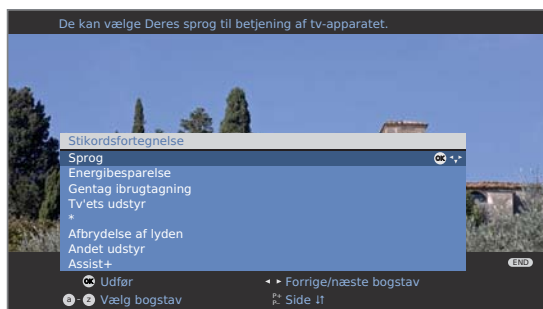 De kan vælge Deres sprog til betjening af tv-apparatet.
Stikordsfortegnelse
Sprog OK
Energibesparelse
Gentag ibrugtagning
Tv'ets udstyr
*
Afbrydelse af lyden
Andet udstyr
Assist+
END
OK Udfør
Forrige/næste bogstav
a - z Vælg bogstav
P+ P- Side ↓↑